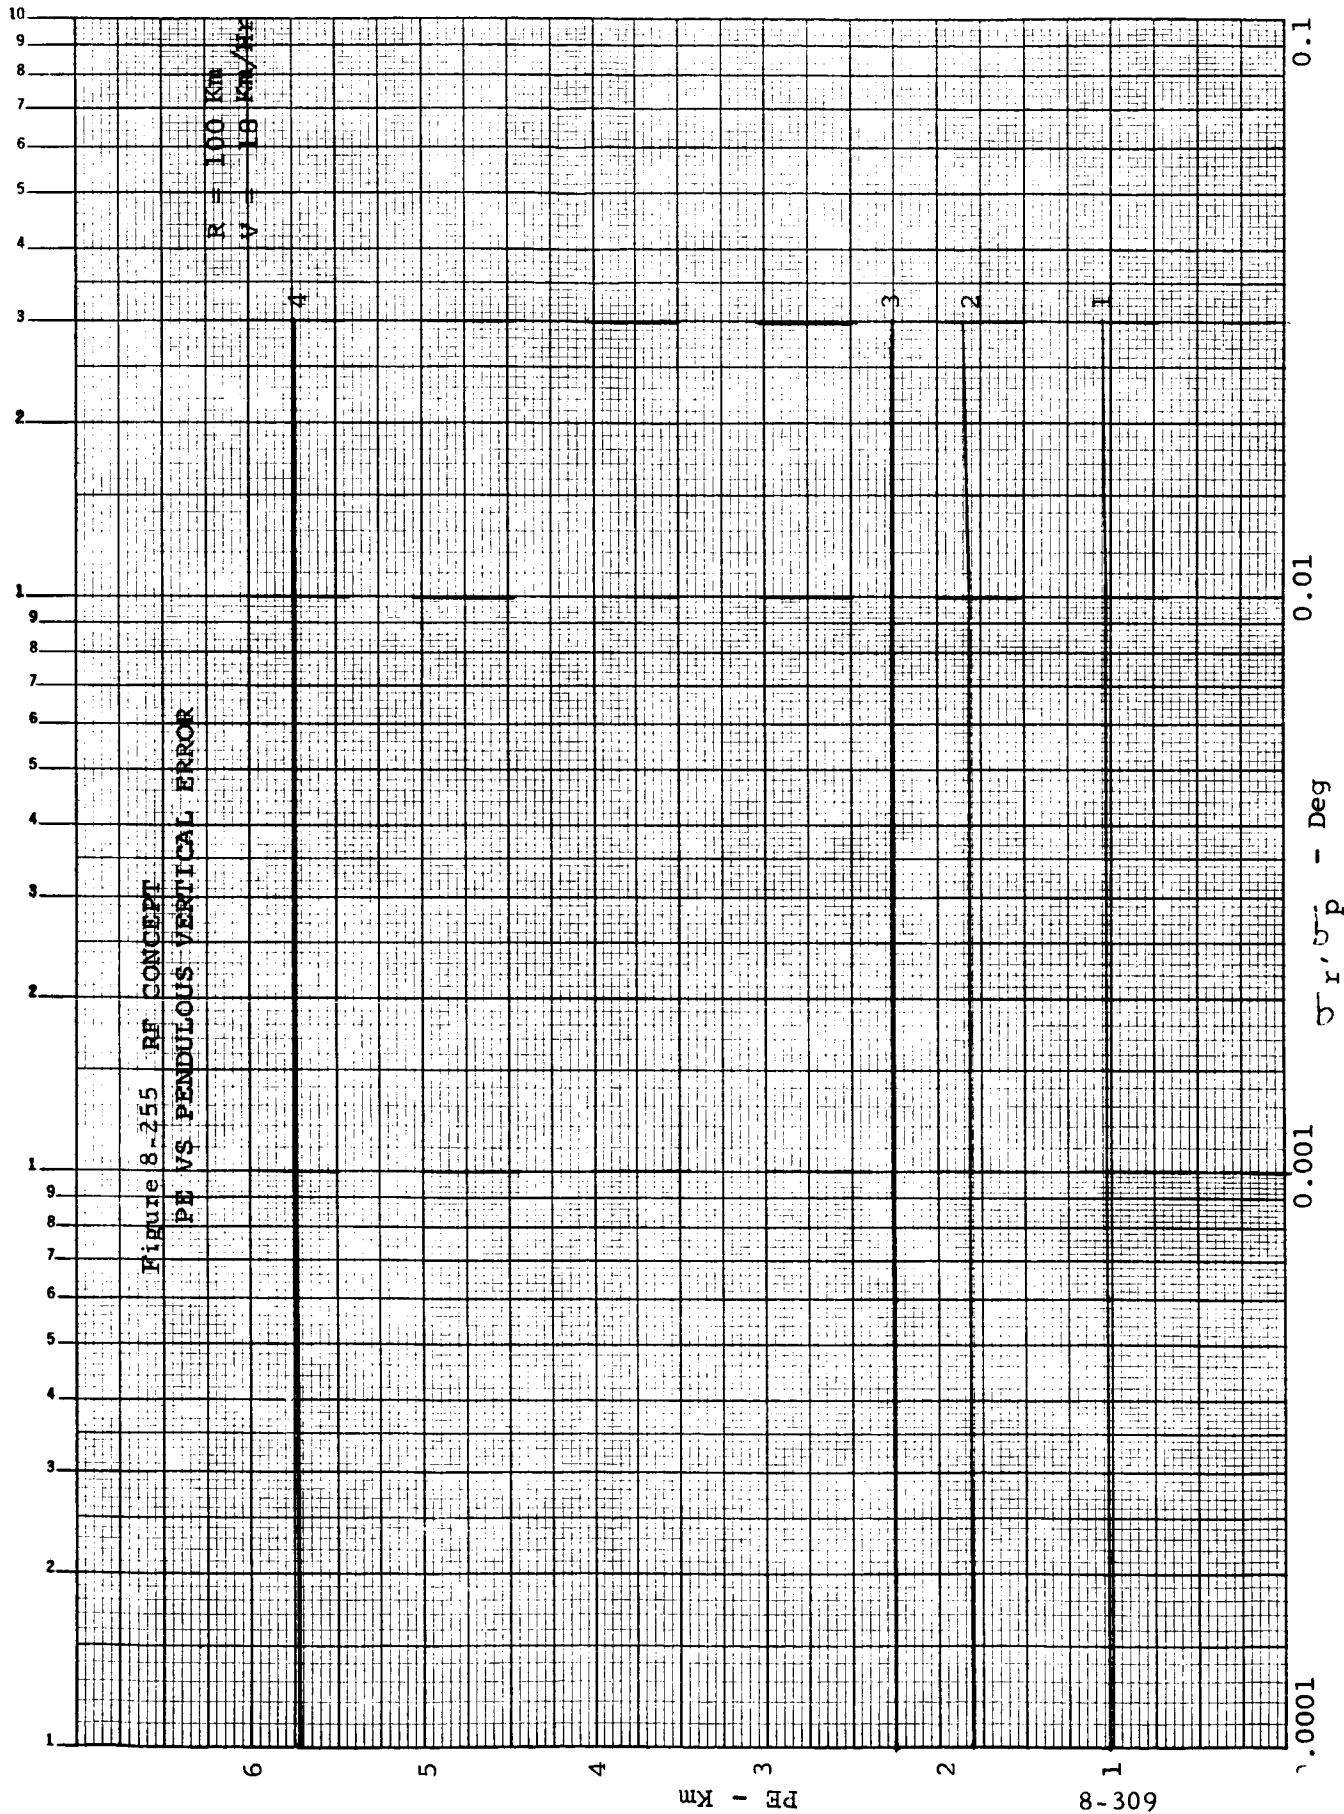 Figure 8-255 RF CONCEPT
PE VS PENDULOUS VERTICAL ERROR
R = 100 Km
V = 18 Km/Hr
1 2 3 4 5 6 7 8 9 1 2 3 4 5 6 7 8 9 1 2 3 4 5 6 7 8 9 10
4
3
2
1
6
5
4
3
2
1
PE - Km
.0001 0.001 0.01 0.1
σr, σp - Deg
8-309